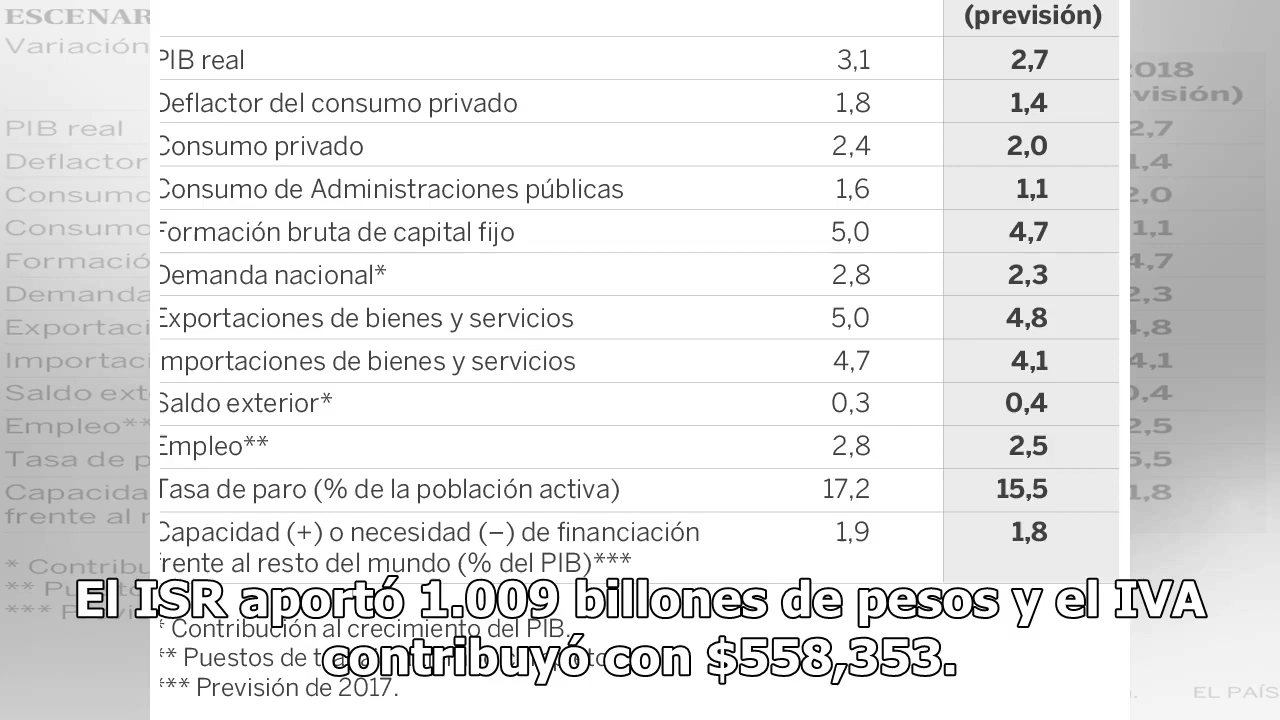 ESCENAR
Variación
(previsión)
PIB real 3,1 2,7
Deflactor del consumo privado 1,8 1,4
Consumo privado 2,4 2,0
Consumo de Administraciones públicas 1,6 1,1
Formación bruta de capital fijo 5,0 4,7
Demanda nacional* 2,8 2,3
Exportaciones de bienes y servicios 5,0 4,8
Importaciones de bienes y servicios 4,7 4,1
Saldo exterior* 0,3 0,4
Empleo** 2,8 2,5
Tasa de paro (% de la población activa) 17,2 15,5
Capacidad (+) o necesidad (–) de financiación 1,9 1,8
frente al resto del mundo (% del PIB)***
El ISR aportó 1.009 billones de pesos y el IVA
* Contribución al crecimiento del PIB.
contribuyó con $558,353.
** Puestos de
*** Previsión de 2017.
EL PAÍS